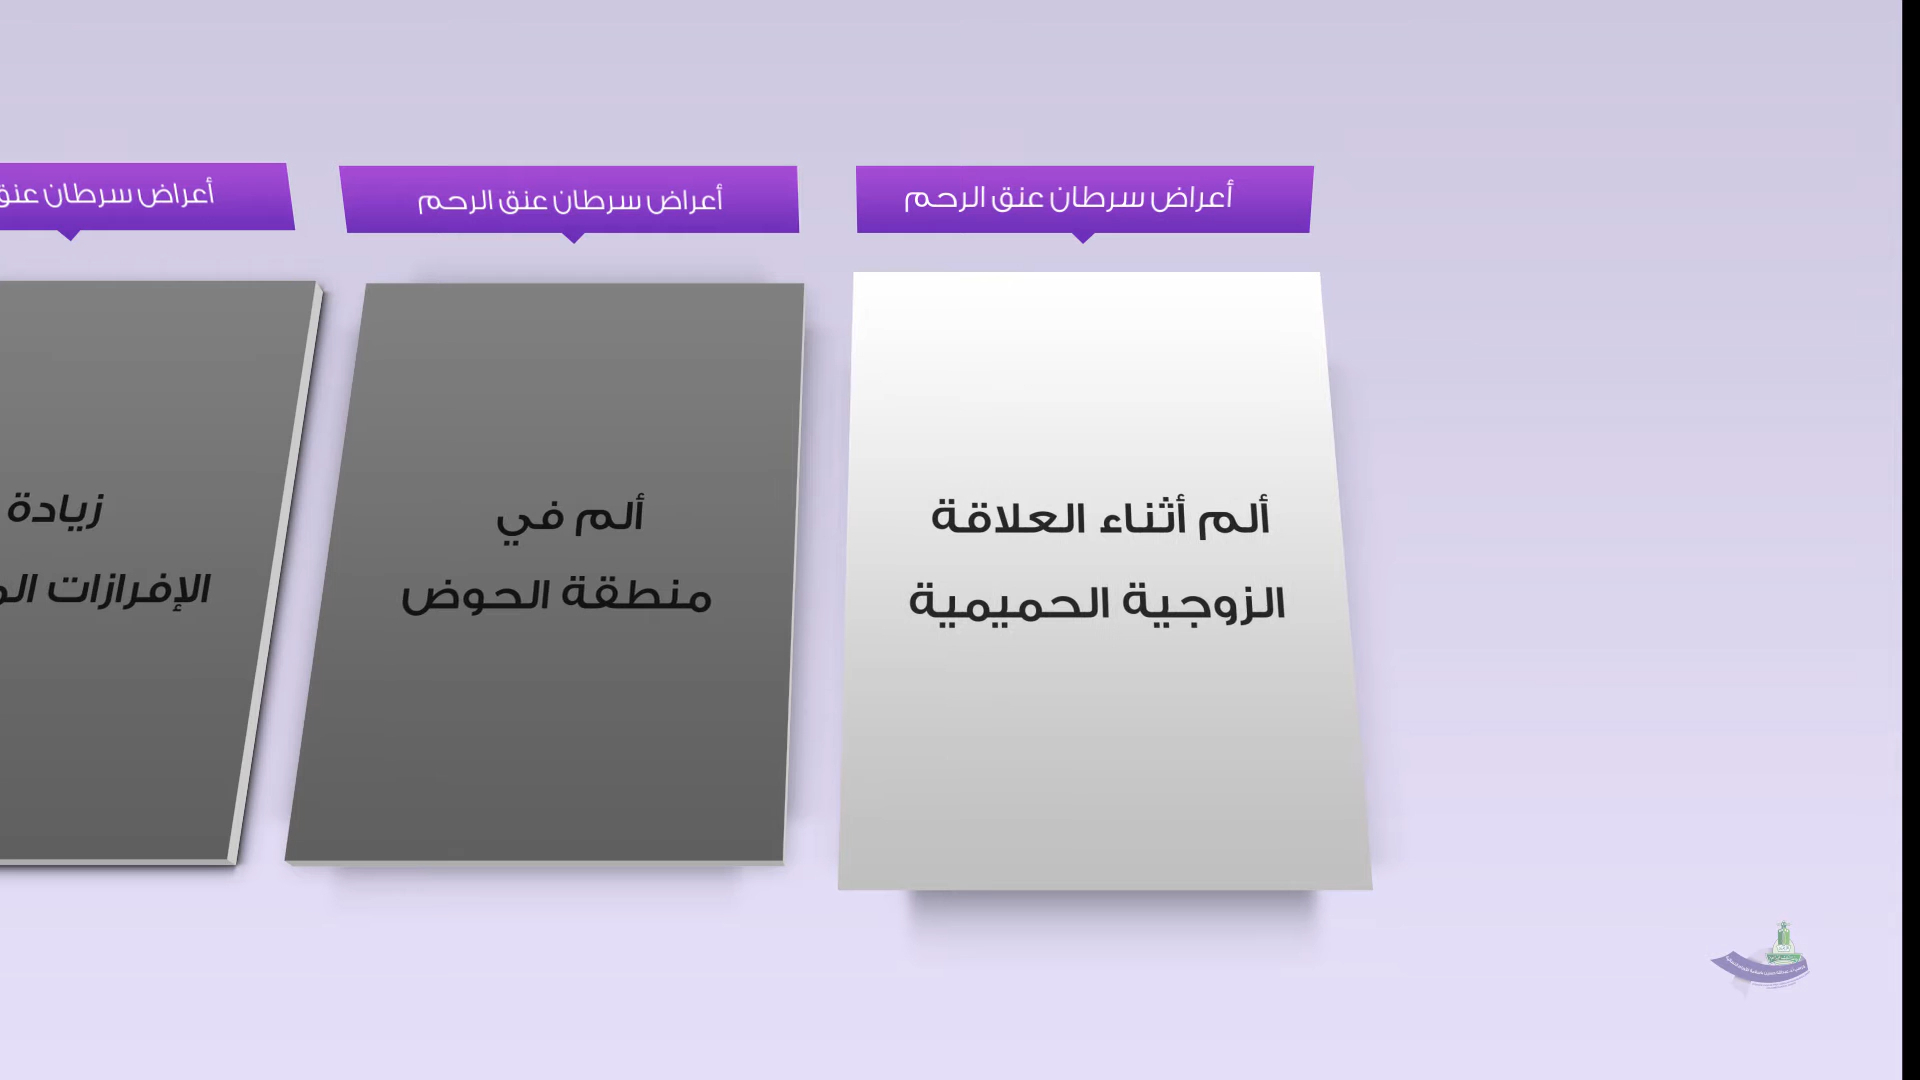 أعراض سرطان عنق الرحم
ألم أثناء العلاقة
الزوجية الحميمية
أعراض سرطان عنق الرحم
ألم في
منطقة الحوض
أعراض سرطان عنق
زيادة
الإفرازات